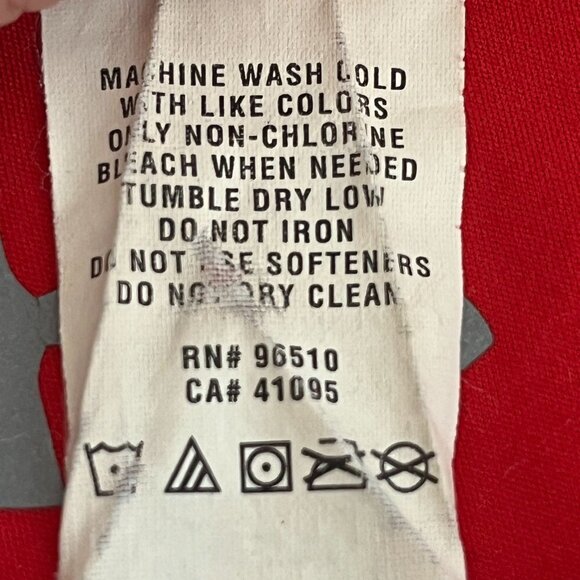 MACHINE WASH COLD
WITH LIKE COLORS
ONLY NON-CHLORINE
BLEACH WHEN NEEDED
TUMBLE DRY LOW
DO NOT IRON
DO NOT USE SOFTENERS
DO NOT DRY CLEAN
RN# 96510
CA# 41095